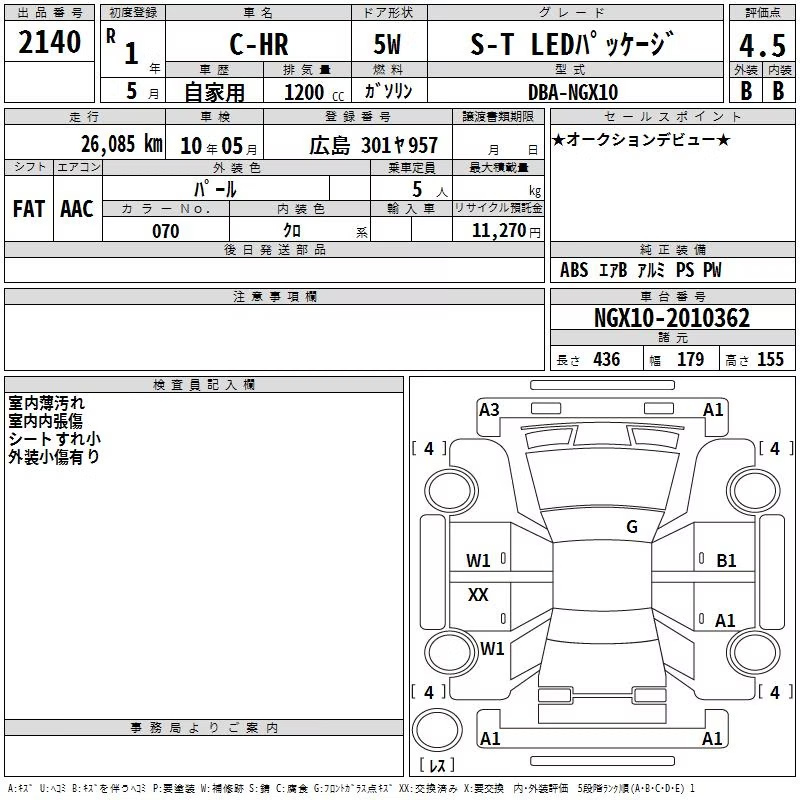 出品番号 初度登録 車名 ドア形状 グレード 評価点
2140 R 1年 C-HR 5W S-T LEDﾊﾟｯｹｰｼﾞ 4.5
車歴 排気量 燃料 型式 外装 内装
5月 自家用 1200 CC ｶﾞｿﾘﾝ DBA-NGX10 B B
走行 車検 登録番号 譲渡書類期限 セールスポイント
26,085 km 10年05月 広島 301ヤ957 月 日 ★オークションデビュー★
シフト エアコン 外装色 乗車定員 最大積載量
FAT AAC ﾊﾟｰﾙ 5 人 kg
カラーNo. 内装色 輸入車 リサイクル預託金
070 ｸﾛ 系 11,270円
後日発送部品 純正装備
ABS ｴｱB ｱﾙﾐ PS PW
注意事項欄 車台番号
NGX10-2010362
諸元
長さ 436 幅 179 高さ 155
検査員記入欄
室内薄汚れ
室内内張傷
シートすれ小
外装小傷有り
A3 A1
[ 4 ] [ 4 ]
G
W1 B1
XX
A1
W1
[ 4 ] [ 4 ]
A1 A1
[ ﾚｽ ]
事務局よりご案内
A:ｷｽﾞ U:ﾍｺﾐ B:ｷｽﾞを伴うﾍｺﾐ P:要塗装 W:補修跡 S:錆 C:腐食 G:ﾌﾛﾝﾄｶﾞﾗｽ点ｷｽﾞ XX:交換済み X:要交換 内・外装評価 5段階ﾗﾝｸ順(A・B・C・D・E) 1